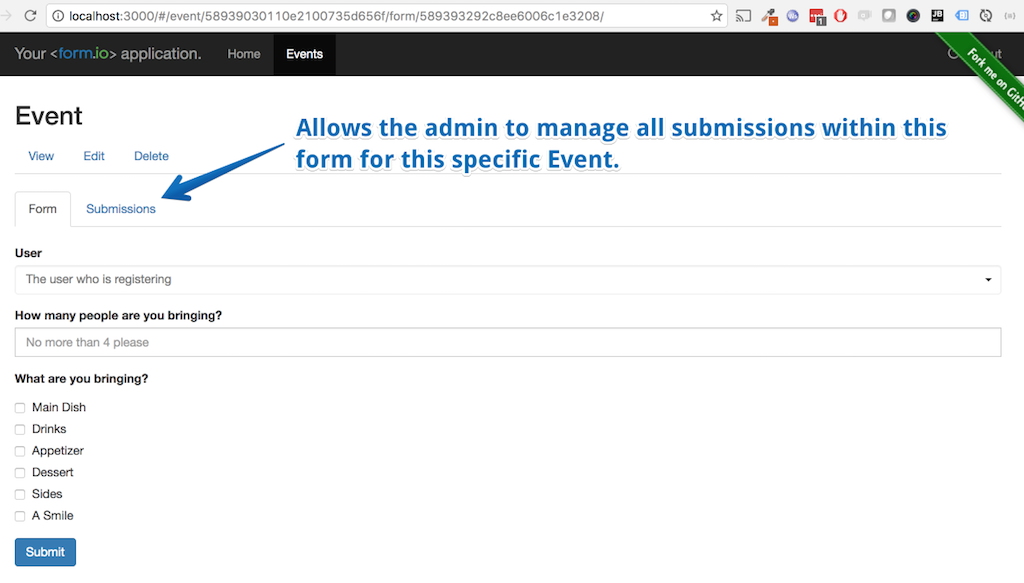 localhost:3000/#/event/58939030110e2100735d656f/form/589393292c8ee6006c1e3208/
Your <form.io> application. Home Events
Fork me on
Event
Allows the admin to manage all submissions within this
form for this specific Event.
View Edit Delete
Form Submissions
User
The user who is registering
How many people are you bringing?
No more than 4 please
What are you bringing?
Main Dish
Drinks
Appetizer
Dessert
Sides
A Smile
Submit